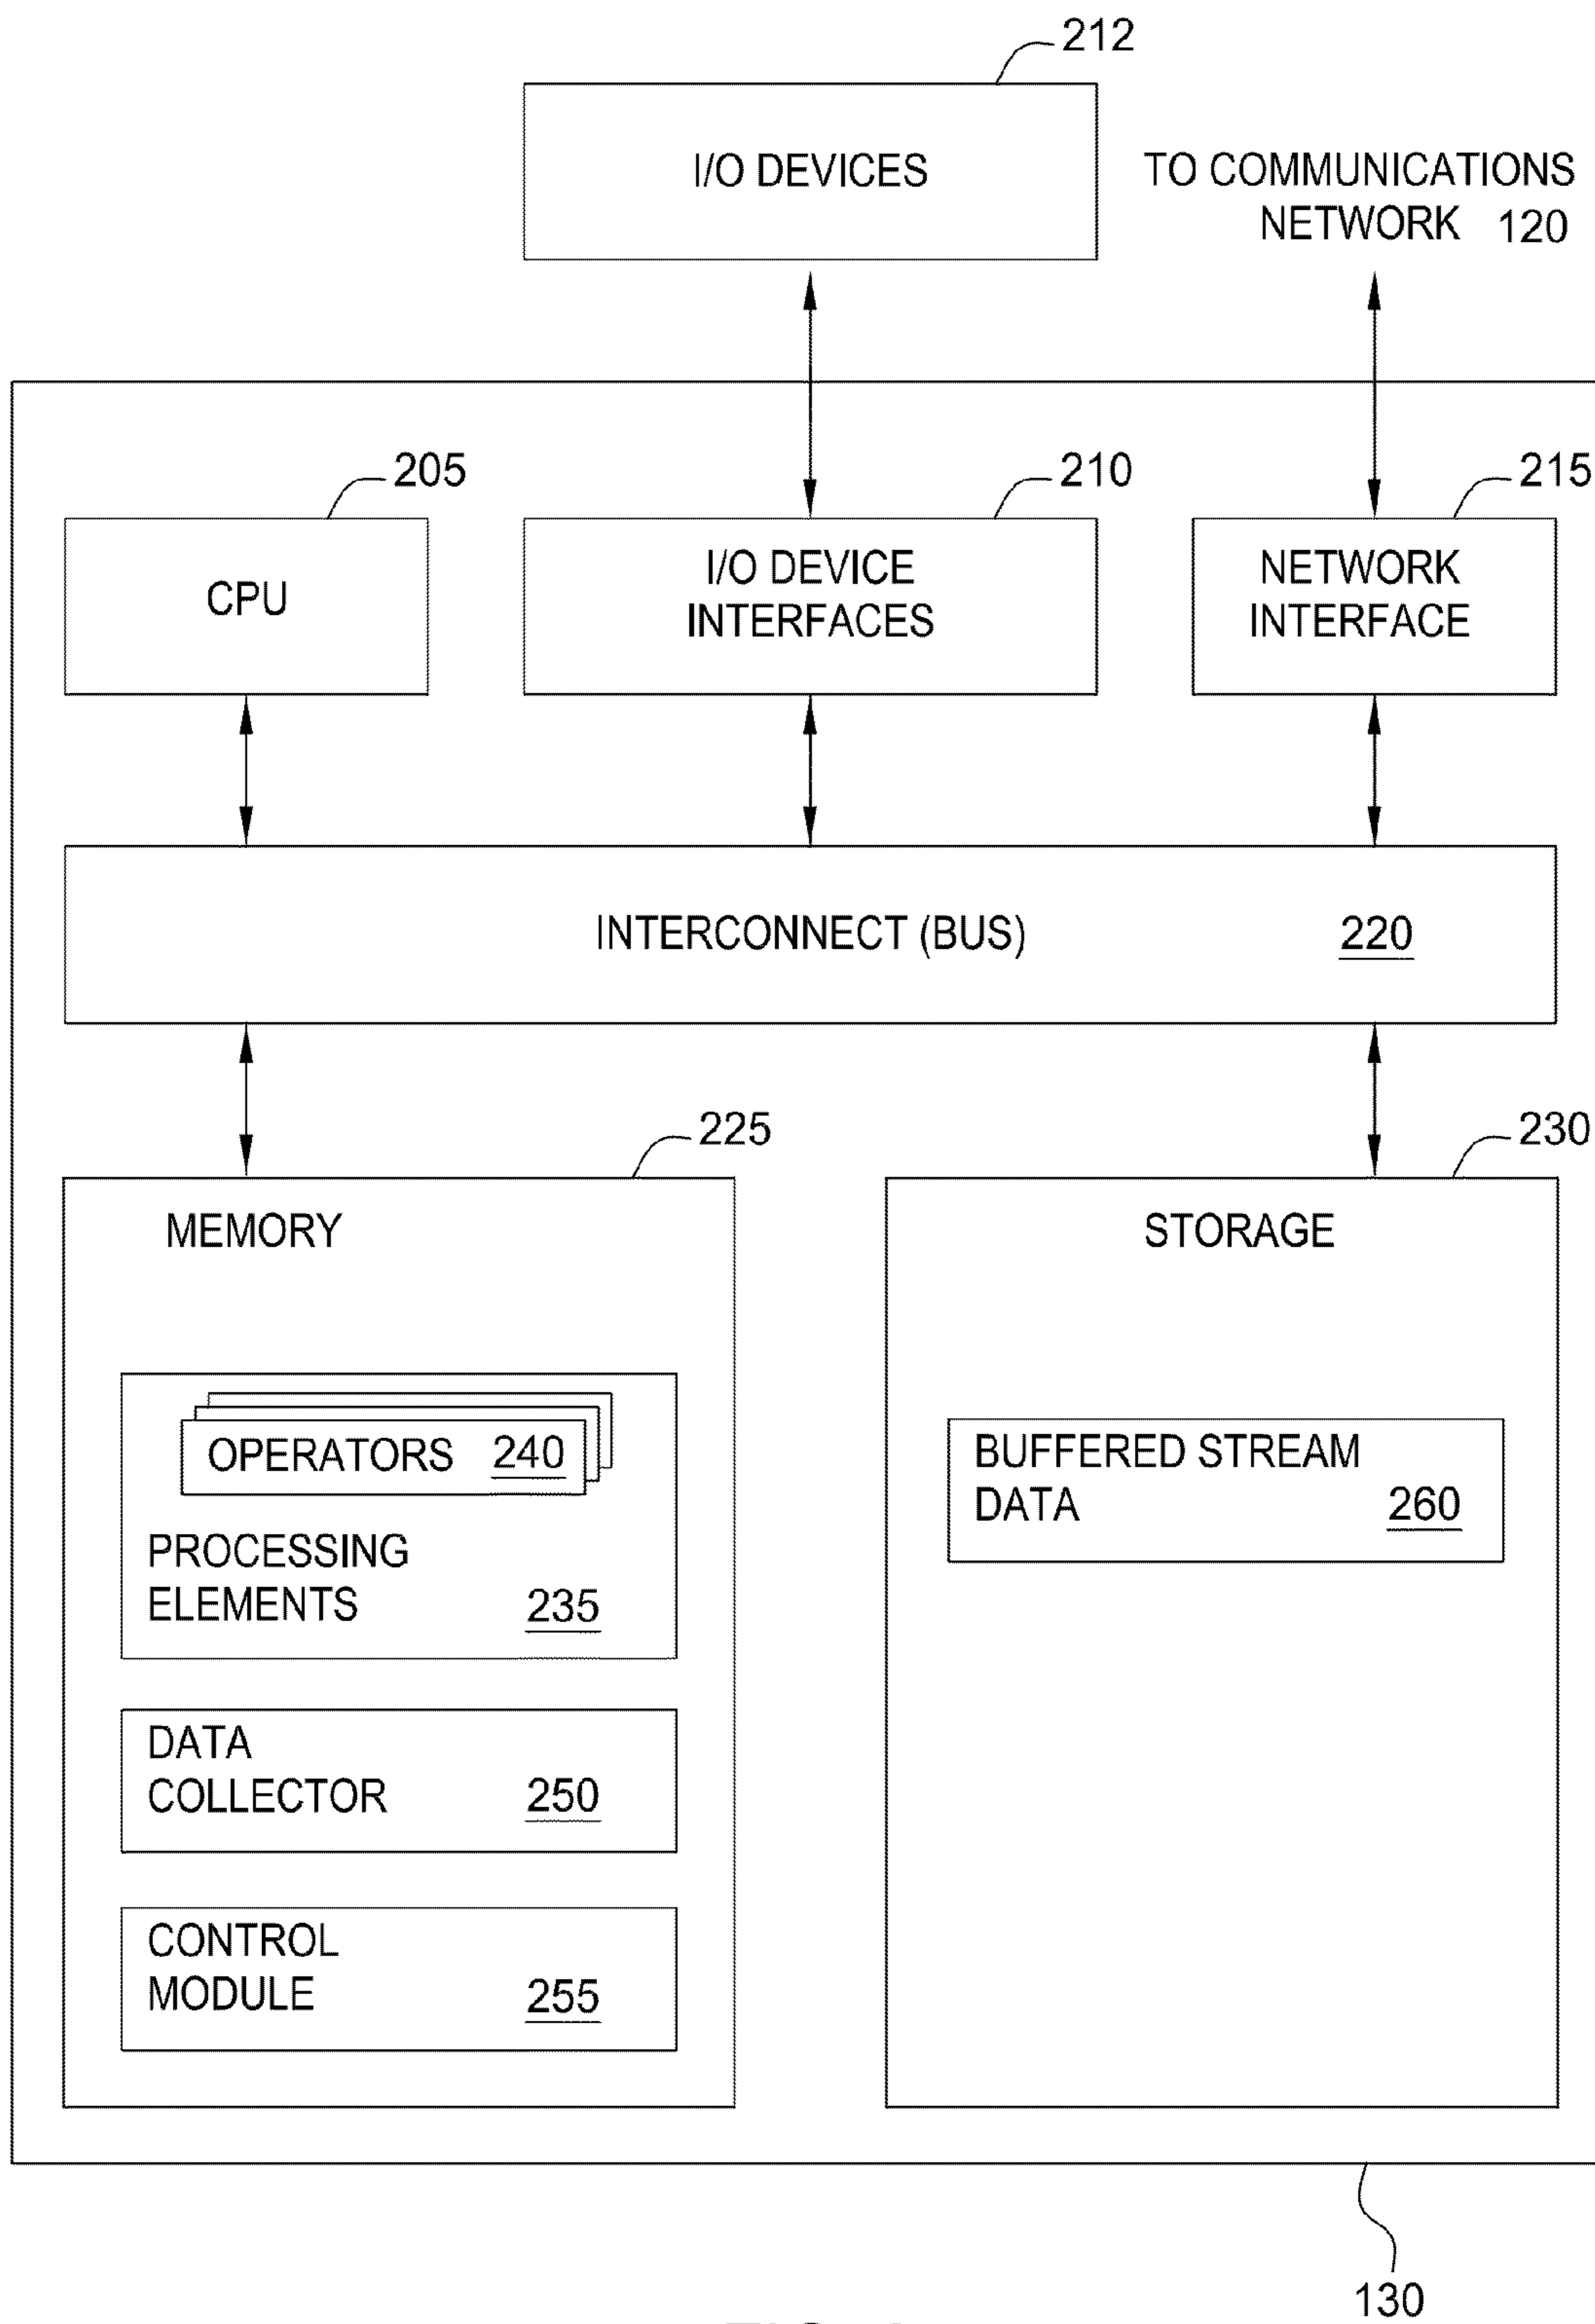 212
I/O DEVICES
TO COMMUNICATIONS
NETWORK 120
205
210
215
CPU
I/O DEVICE
INTERFACES
NETWORK
INTERFACE
INTERCONNECT (BUS) 220
225
230
MEMORY
STORAGE
OPERATORS 240
PROCESSING
ELEMENTS 235
BUFFERED STREAM
DATA 260
DATA
COLLECTOR 250
CONTROL
MODULE 255
130